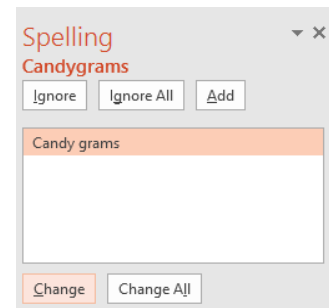 Spelling
Candygrams
Ignore Ignore All Add
Candy grams
Change Change All